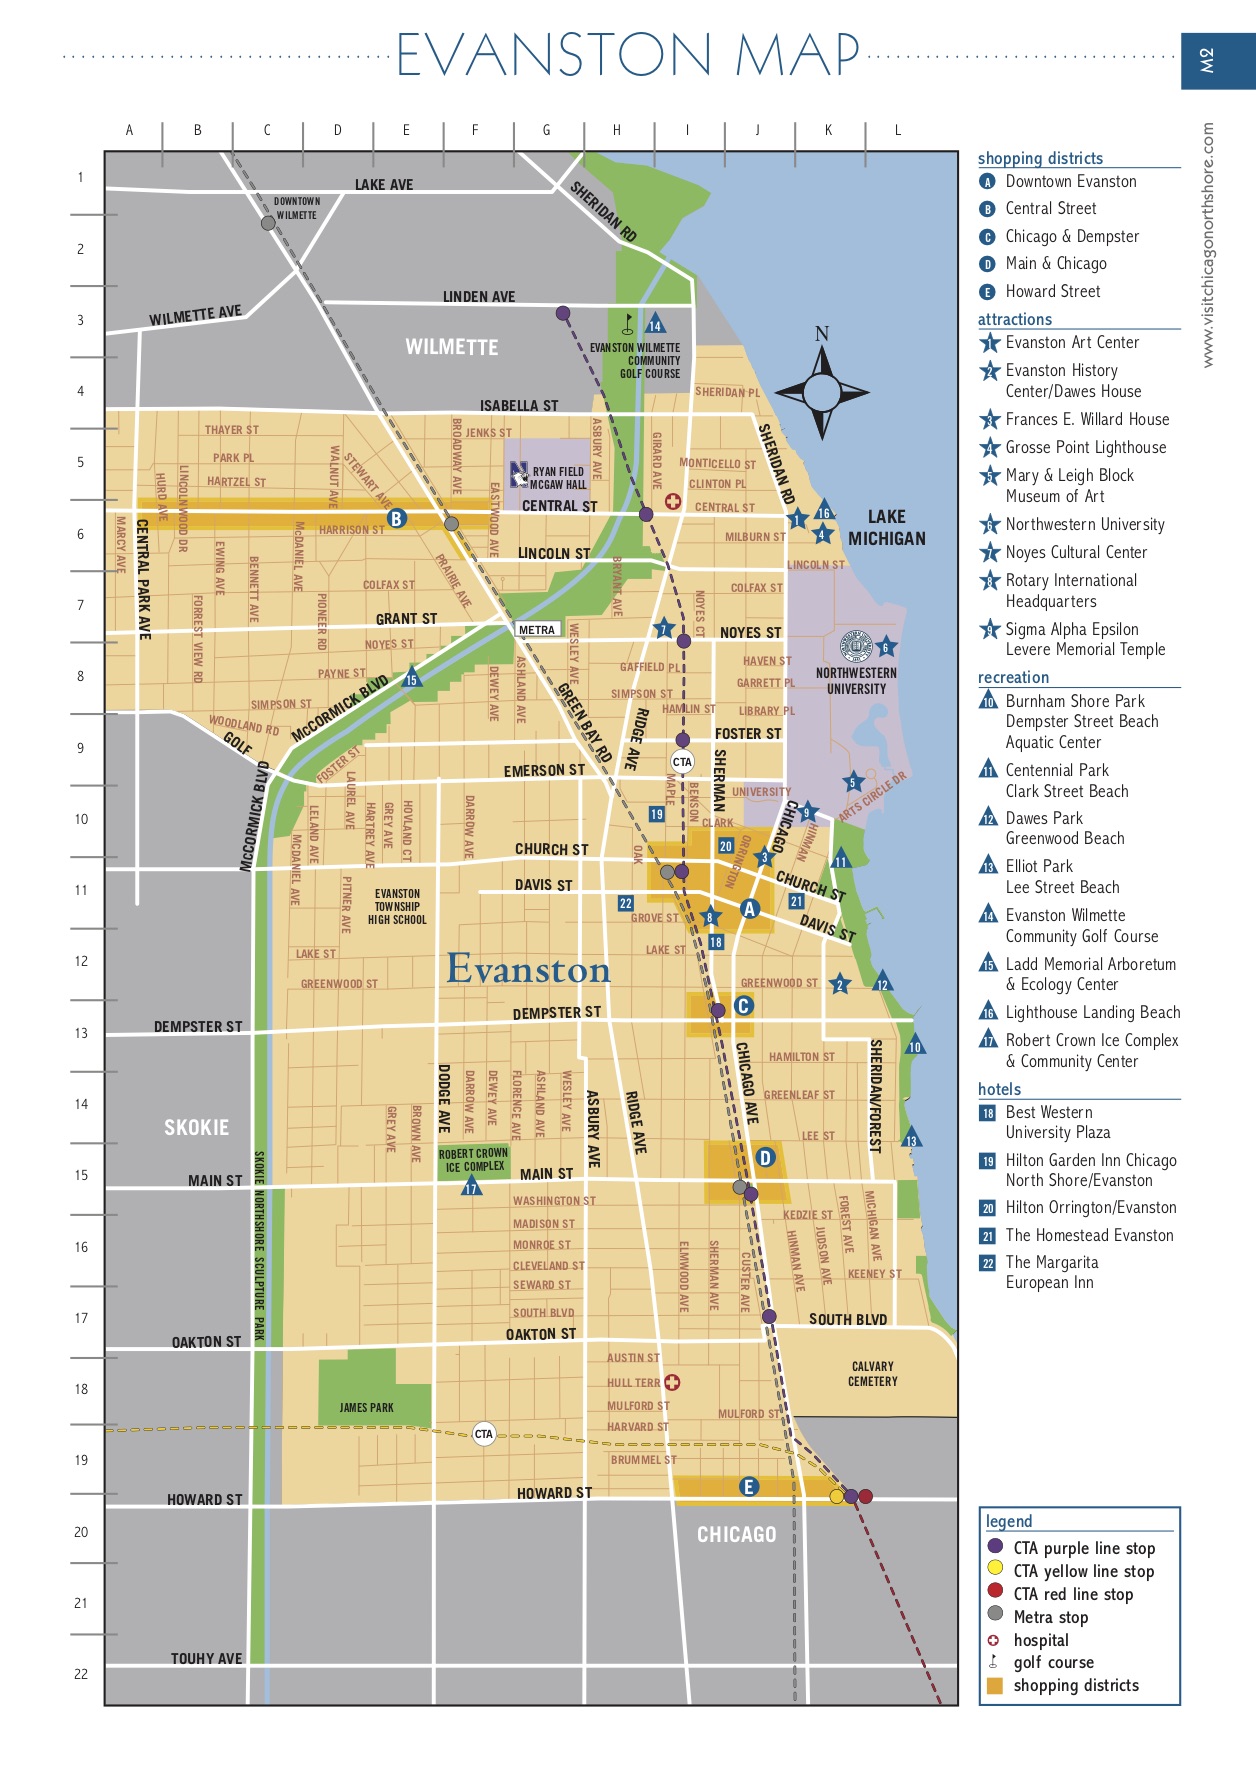 EVANSTON MAP
M2
www.visitchicagonorthshore.com
A B C D E F G H I J K L
1
2
3
4
5
6
7
8
9
10
11
12
13
14
15
16
17
18
19
20
21
22
LAKE AVE
DOWNTOWN
WILMETTE
SHERIDAN RD
LINDEN AVE
WILMETTE AVE
WILMETTE
14
EVANSTON WILMETTE
COMMUNITY
GOLF COURSE
N
SHERIDAN PL
ISABELLA ST
THAYER ST
BROADWAY AVE
JENKS ST
ASBURY AVE
GIRARD AVE
SHERIDAN RD
PARK PL
WALNUT AVE
STEWART AVE
MONTICELLO ST
HURD AVE
LINCOLNWOOD DR
HARTZEL ST
N
RYAN FIELD
MCGAW HALL
CLINTON PL
EASTWOOD AVE
CENTRAL ST
CENTRAL ST
B
MARCY AVE
CENTRAL PARK AVE
HARRISON ST
McDANIEL AVE
1
16
4
LAKE
MICHIGAN
MILBURN ST
EWING AVE
BENNETT AVE
LINCOLN ST
LINCOLN ST
PRAIRIE AVE
BRYANT AVE
COLFAX ST
COLFAX ST
FORREST VIEW RD
PIONEER RD
NOYES CT
GRANT ST
METRA
WESLEY AVE
7
NOYES ST
NOYES ST
6
HAVEN ST
NORTHWESTERN
UNIVERSITY
PAYNE ST
15
DEWEY AVE
ASHLAND AVE
GAFFIELD PL
GARRETT PL
McCORMICK BLVD
GREEN BAY RD
SIMPSON ST
SIMPSON ST
RIDGE AVE
HAMLIN ST
LIBRARY PL
WOODLAND RD
GOLF
FOSTER ST
FOSTER ST
CTA
SHERMAN
McCORMICK BLVD
EMERSON ST
LAUREL AVE
MAPLE
BENSON
UNIVERSITY
5
ARTS CIRCLE DR
LELAND AVE
HARTREY AVE
GREY AVE
HOVLAND CT
DARROW AVE
19
CLARK
CHICAGO
9
HINMAN
McDANIEL AVE
CHURCH ST
OAK
20
ORRINGTON
3
11
PITNER AVE
EVANSTON
TOWNSHIP
HIGH SCHOOL
DAVIS ST
CHURCH ST
22
GROVE ST
8
A
21
DAVIS ST
LAKE ST
Evanston
LAKE ST
18
GREENWOOD ST
GREENWOOD ST
2
12
DEMPSTER ST
DEMPSTER ST
C
10
CHICAGO AVE
HAMILTON ST
SHERIDAN/FOREST
SKOKIE
DODGE AVE
DARROW AVE
DEWEY AVE
FLORENCE AVE
ASHLAND AVE
WESLEY AVE
ASBURY AVE
RIDGE AVE
GREENLEAF ST
GREY AVE
BROWN AVE
LEE ST
13
ROBERT CROWN
ICE COMPLEX
17
D
SKOKIE NORTHSHORE SCULPTURE PARK
MAIN ST
MAIN ST
WASHINGTON ST
MADISON ST
MONROE ST
CLEVELAND ST
SEWARD ST
SOUTH BLVD
KEDZIE ST
FOREST AVE
MICHIGAN AVE
ELMWOOD AVE
SHERMAN AVE
CUSTER AVE
HINMAN AVE
JUDSON AVE
KEENEY ST
SOUTH BLVD
OAKTON ST
OAKTON ST
AUSTIN ST
HULL TERR
MULFORD ST
HARVARD ST
MULFORD ST
CALVARY
CEMETERY
JAMES PARK
CTA
BRUMMEL ST
HOWARD ST
HOWARD ST
E
CHICAGO
TOUHY AVE
shopping districts
A Downtown Evanston
B Central Street
C Chicago & Dempster
D Main & Chicago
E Howard Street
attractions
1 Evanston Art Center
2 Evanston History
Center/Dawes House
3 Frances E. Willard House
4 Grosse Point Lighthouse
5 Mary & Leigh Block
Museum of Art
6 Northwestern University
7 Noyes Cultural Center
8 Rotary International
Headquarters
9 Sigma Alpha Epsilon
Levere Memorial Temple
recreation
10 Burnham Shore Park
Dempster Street Beach
Aquatic Center
11 Centennial Park
Clark Street Beach
12 Dawes Park
Greenwood Beach
13 Elliot Park
Lee Street Beach
14 Evanston Wilmette
Community Golf Course
15 Ladd Memorial Arboretum
& Ecology Center
16 Lighthouse Landing Beach
17 Robert Crown Ice Complex
& Community Center
hotels
18 Best Western
University Plaza
19 Hilton Garden Inn Chicago
North Shore/Evanston
20 Hilton Orrington/Evanston
21 The Homestead Evanston
22 The Margarita
European Inn
legend
CTA purple line stop
CTA yellow line stop
CTA red line stop
Metra stop
hospital
golf course
shopping districts